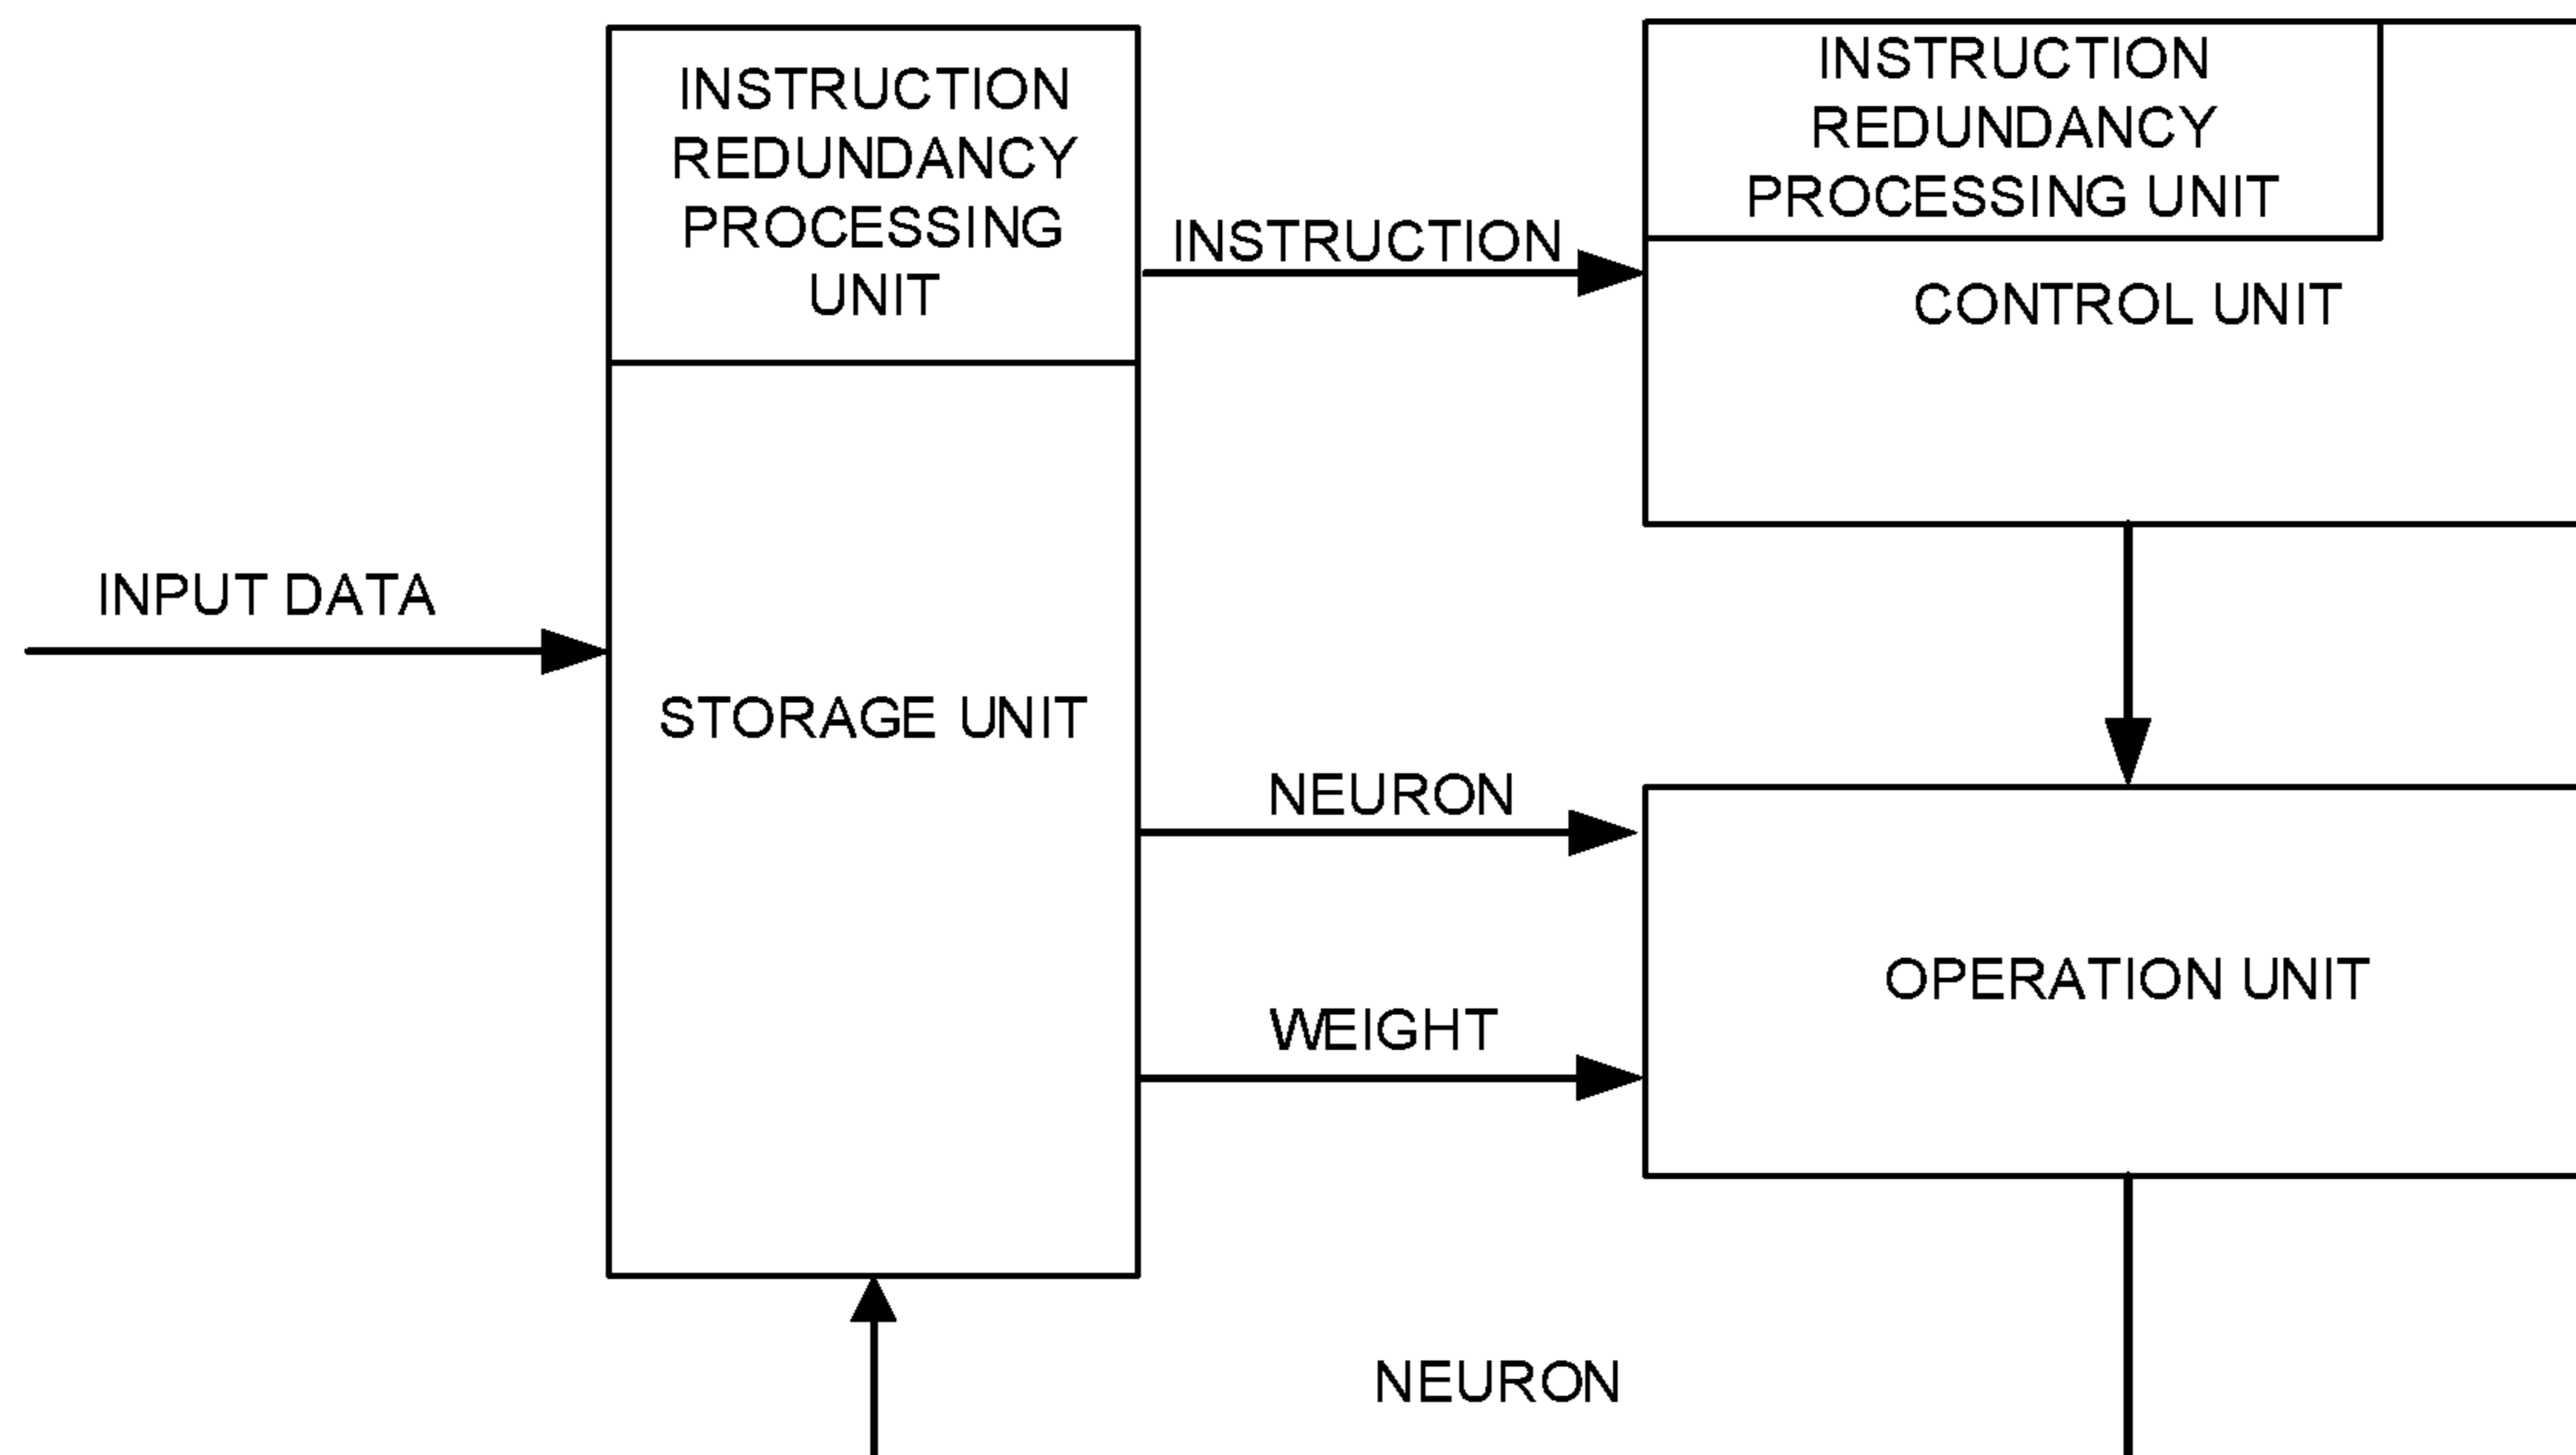 INSTRUCTION
REDUNDANCY
PROCESSING
UNIT
INSTRUCTION
REDUNDANCY
PROCESSING UNIT
INSTRUCTION
CONTROL UNIT
INPUT DATA
STORAGE UNIT
NEURON
OPERATION UNIT
WEIGHT
NEURON